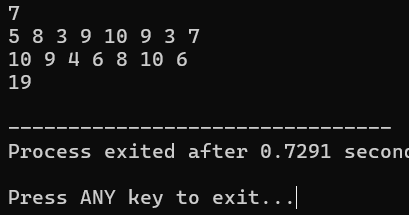 7
5 8 3 9 10 9 3 7
10 9 4 6 8 10 6
19
--------------------------------
Process exited after 0.7291
Press ANY key to exit...